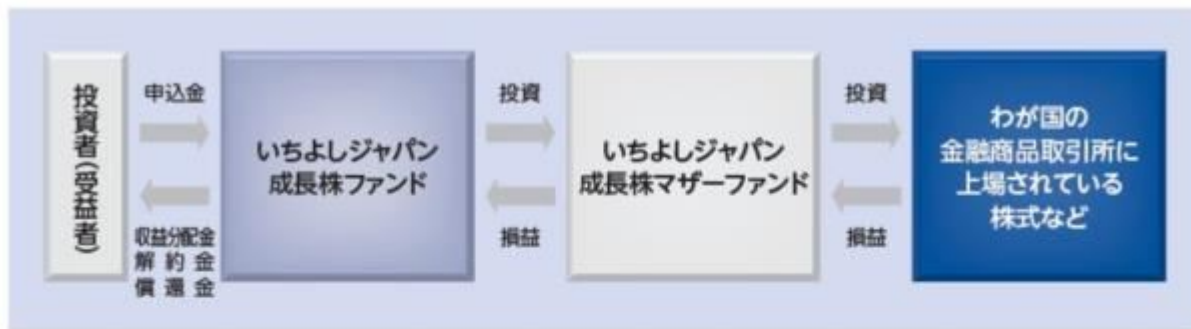 投資者(受益者)
申込金
収益分配金
解約金
償還金
いちよしジャパン
成長株ファンド
投資
損益
いちよしジャパン
成長株マザーファンド
投資
損益
わが国の
金融商品取引所に
上場されている
株式など